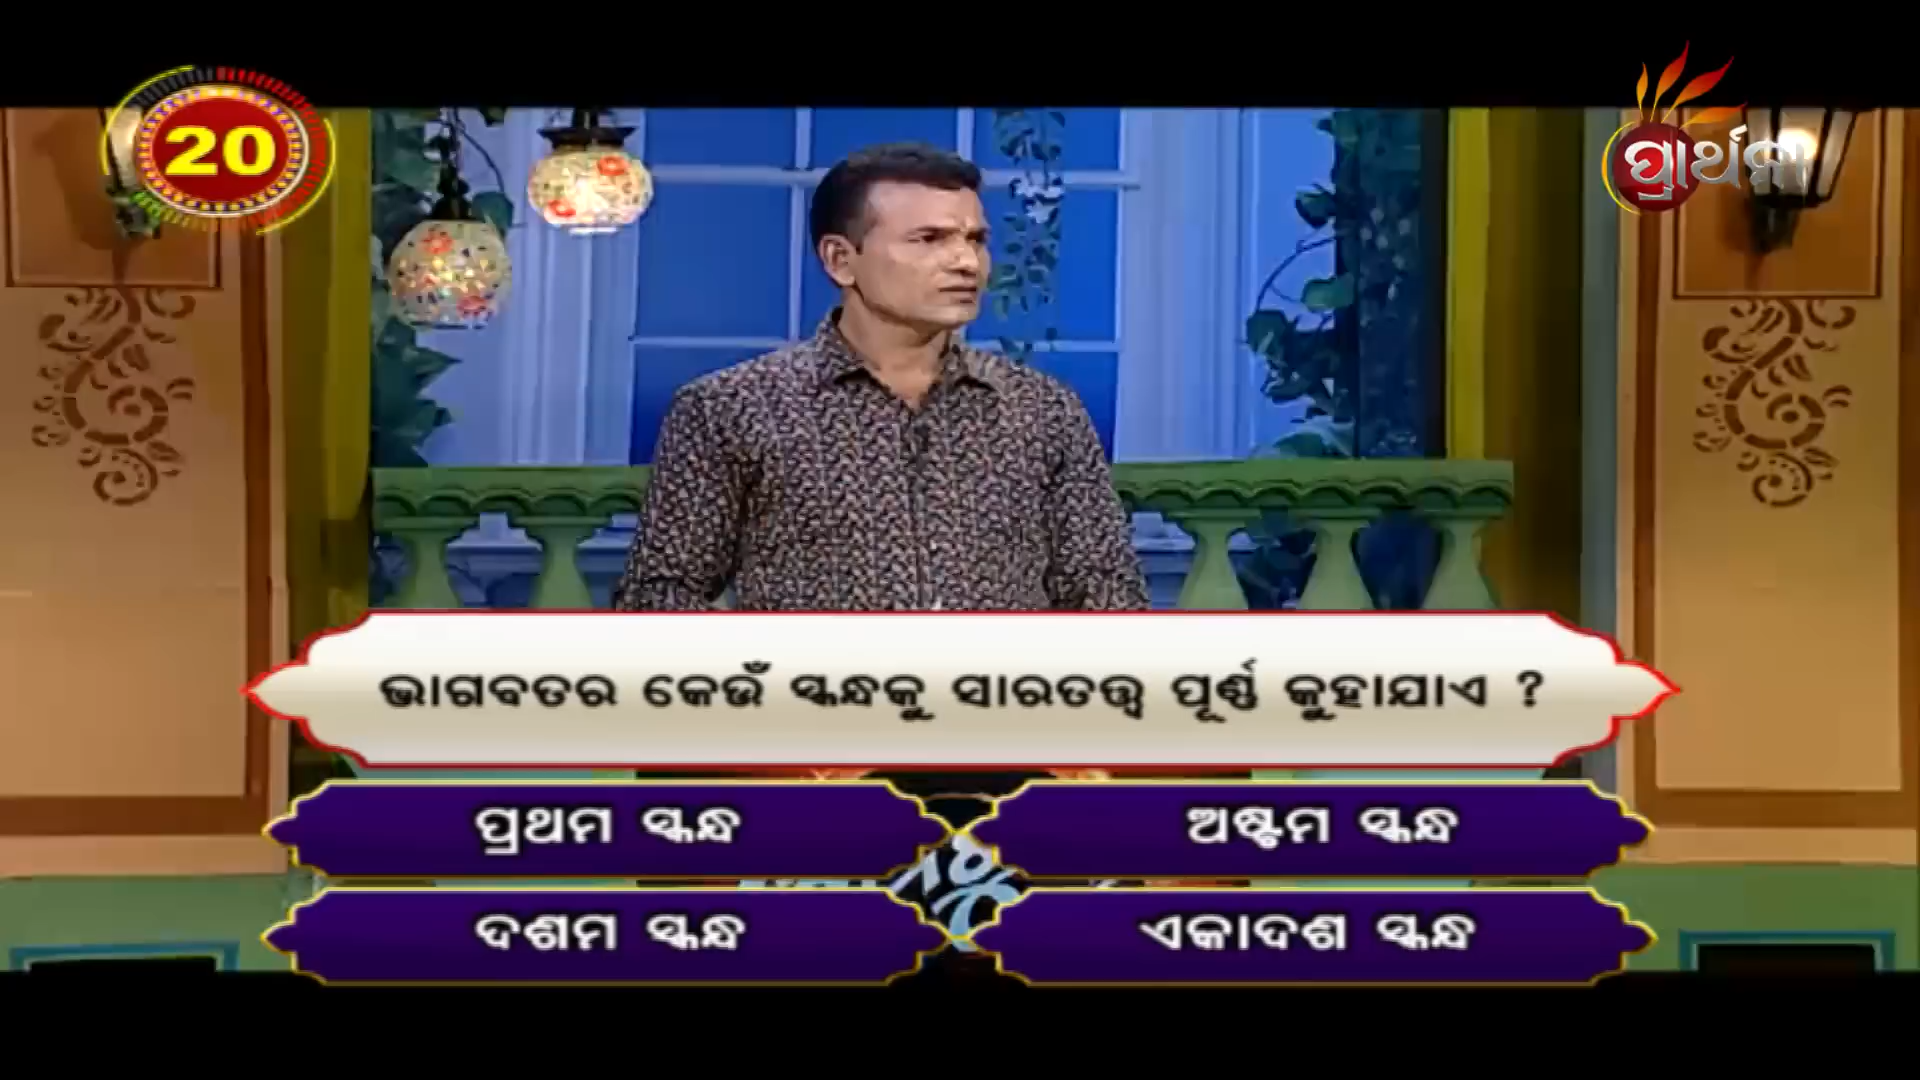 20
ପ୍ରାର୍ଥନା
ଭାଗବତର କେଉଁ ସ୍କନ୍ଧକୁ ସାରତତ୍ତ୍ୱ ପୂର୍ଣ୍ଣ କୁହାଯାଏ ?
ପ୍ରଥମ ସ୍କନ୍ଧ
ଅଷ୍ଟମ ସ୍କନ୍ଧ
ଦଶମ ସ୍କନ୍ଧ
ଏକାଦଶ ସ୍କନ୍ଧ